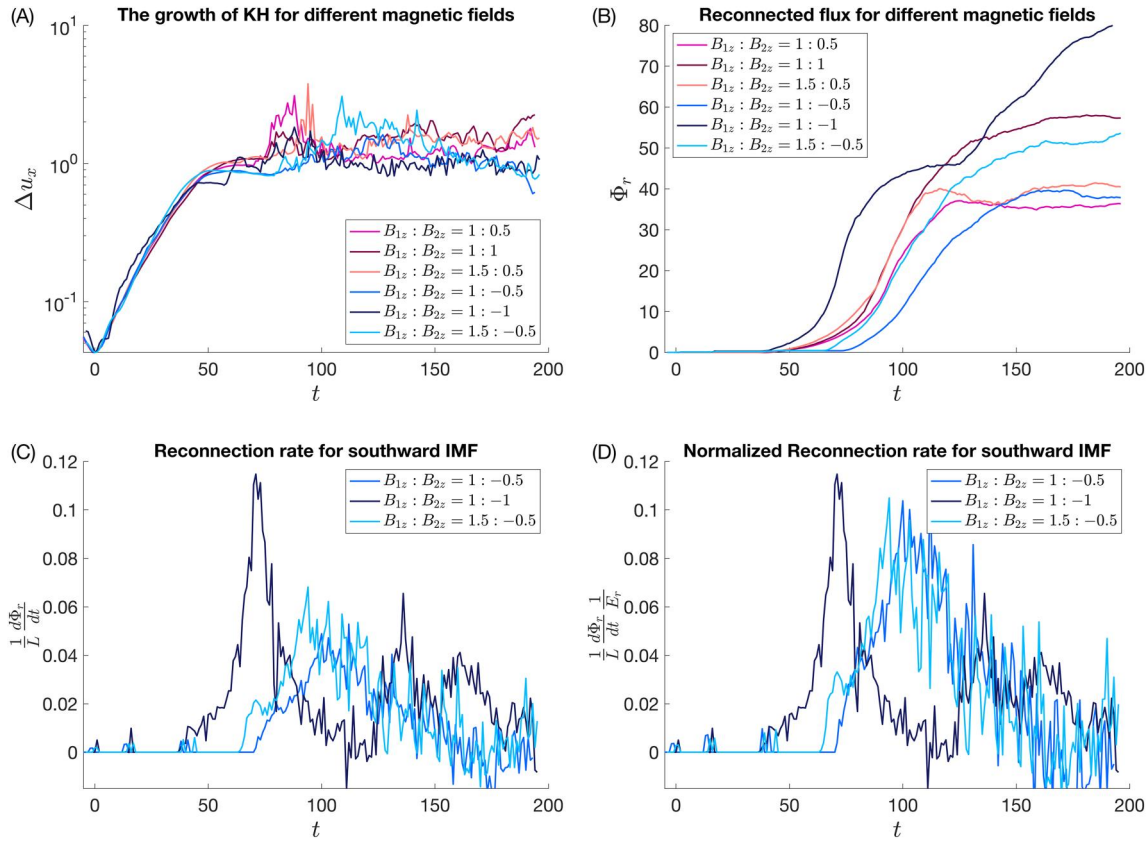 (A) The growth of KH for different magnetic fields
10^1
10^0
10^-1
Δu_x
0 50 100 150 200
t
B_1z : B_2z = 1 : 0.5
B_1z : B_2z = 1 : 1
B_1z : B_2z = 1.5 : 0.5
B_1z : B_2z = 1 : −0.5
B_1z : B_2z = 1 : −1
B_1z : B_2z = 1.5 : −0.5
(B) Reconnected flux for different magnetic fields
80
70
60
50
40
30
20
10
0
Φ_r
0 50 100 150 200
t
B_1z : B_2z = 1 : 0.5
B_1z : B_2z = 1 : 1
B_1z : B_2z = 1.5 : 0.5
B_1z : B_2z = 1 : −0.5
B_1z : B_2z = 1 : −1
B_1z : B_2z = 1.5 : −0.5
(C) Reconnection rate for southward IMF
0.12
0.1
0.08
0.06
0.04
0.02
0
1/L dΦ_r/dt
0 50 100 150 200
t
B_1z : B_2z = 1 : −0.5
B_1z : B_2z = 1 : −1
B_1z : B_2z = 1.5 : −0.5
(D) Normalized Reconnection rate for southward IMF
0.12
0.1
0.08
0.06
0.04
0.02
0
1/L dΦ_r/dt 1/E_r
0 50 100 150 200
t
B_1z : B_2z = 1 : −0.5
B_1z : B_2z = 1 : −1
B_1z : B_2z = 1.5 : −0.5